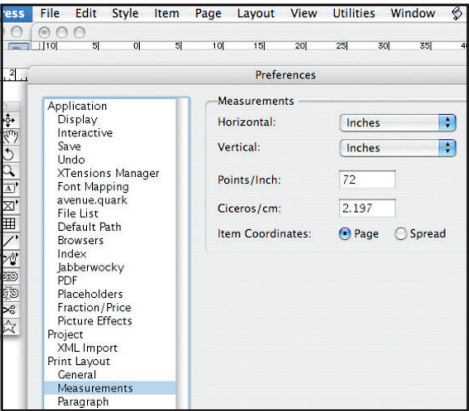 ress File Edit Style Item Page Layout View Utilities Window
10 5 0 5 10 15 20 25 30 35 40
2
Preferences
Application
Display
Interactive
Save
Undo
XTensions Manager
Font Mapping
avenue.quark
File List
Default Path
Browsers
Index
Jabberwocky
PDF
Placeholders
Fraction/Price
Picture Effects
Project
XML Import
Print Layout
General
Measurements
Paragraph
Measurements
Horizontal: Inches
Vertical: Inches
Points/Inch: 72
Ciceros/cm: 2.197
Item Coordinates: Page Spread